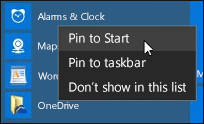 Alarms & Clock
Pin to Start
Map
Pin to taskbar
Word
Don't show in this list
OneDrive